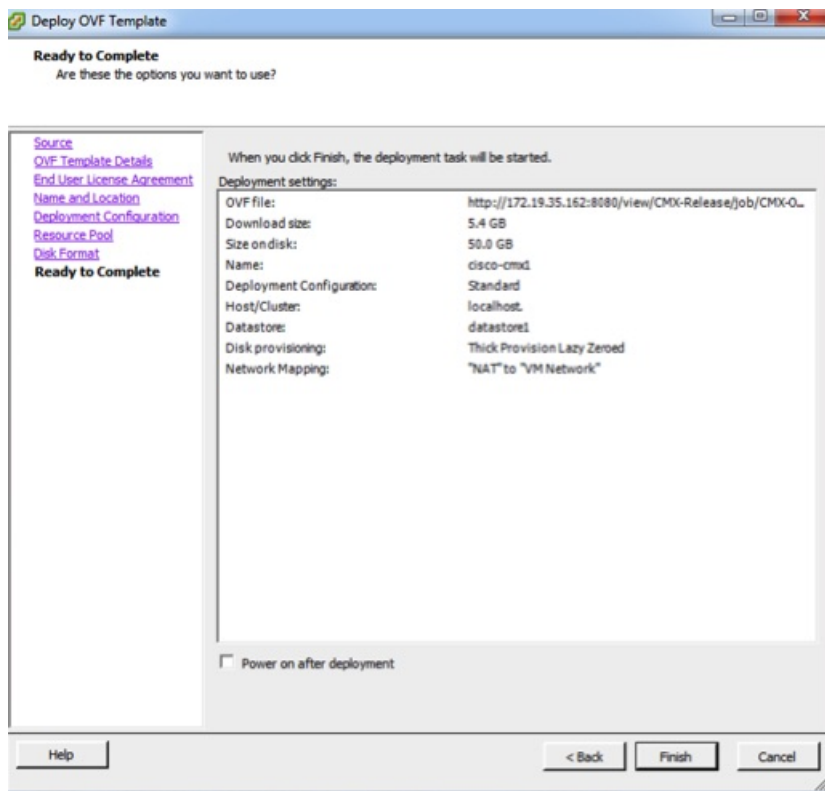 Deploy OVF Template
Ready to Complete
Are these the options you want to use?
Source
OVF Template Details
End User License Agreement
Name and Location
Deployment Configuration
Resource Pool
Disk Format
Ready to Complete
When you click Finish, the deployment task will be started.
Deployment settings:
OVF file: http://172.19.35.162:8080/view/CMX-Release/job/CMX-O...
Download size: 5.4 GB
Size on disk: 50.0 GB
Name: cisco-cmx1
Deployment Configuration: Standard
Host/Cluster: localhost.
Datastore: datastore1
Disk provisioning: Thick Provision Lazy Zeroed
Network Mapping: "NAT" to "VM Network"
Power on after deployment
Help
< Back
Finish
Cancel